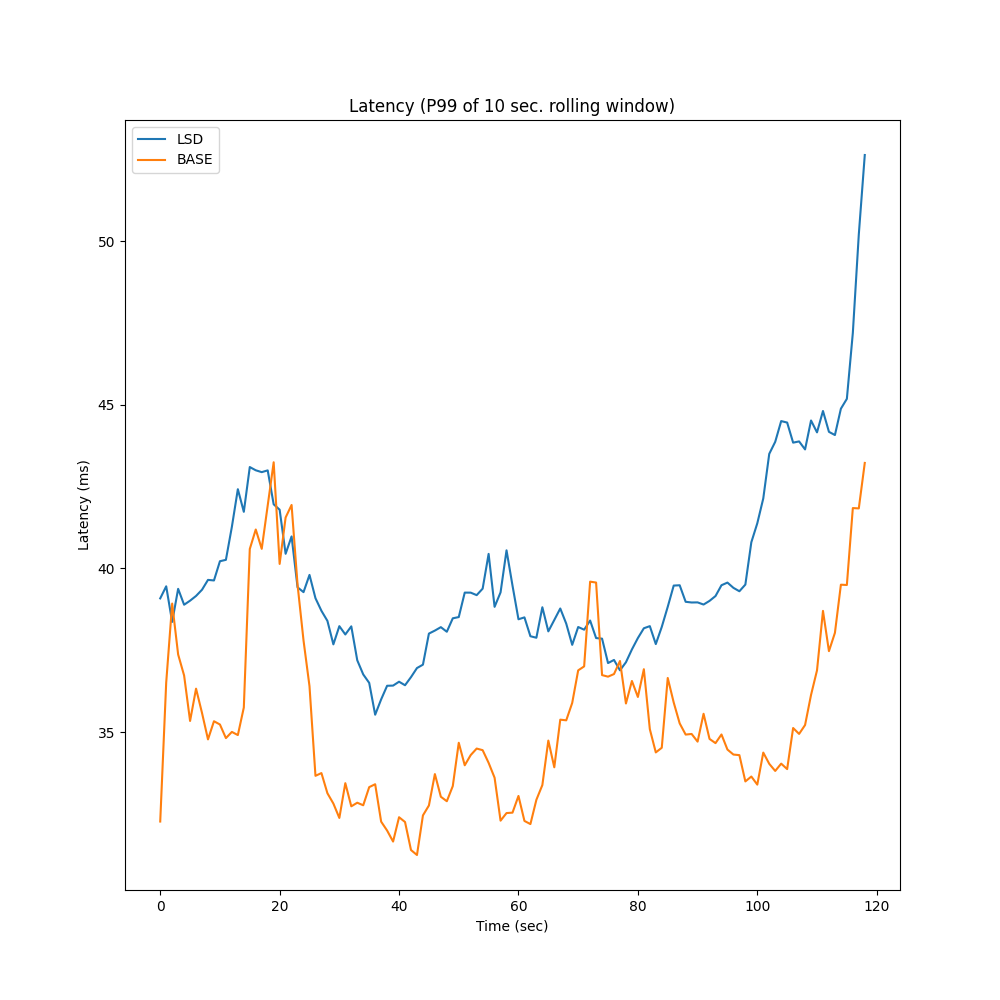 Latency (P99 of 10 sec. rolling window)
LSD
BASE
50
45
40
35
Latency (ms)
0 20 40 60 80 100 120
Time (sec)